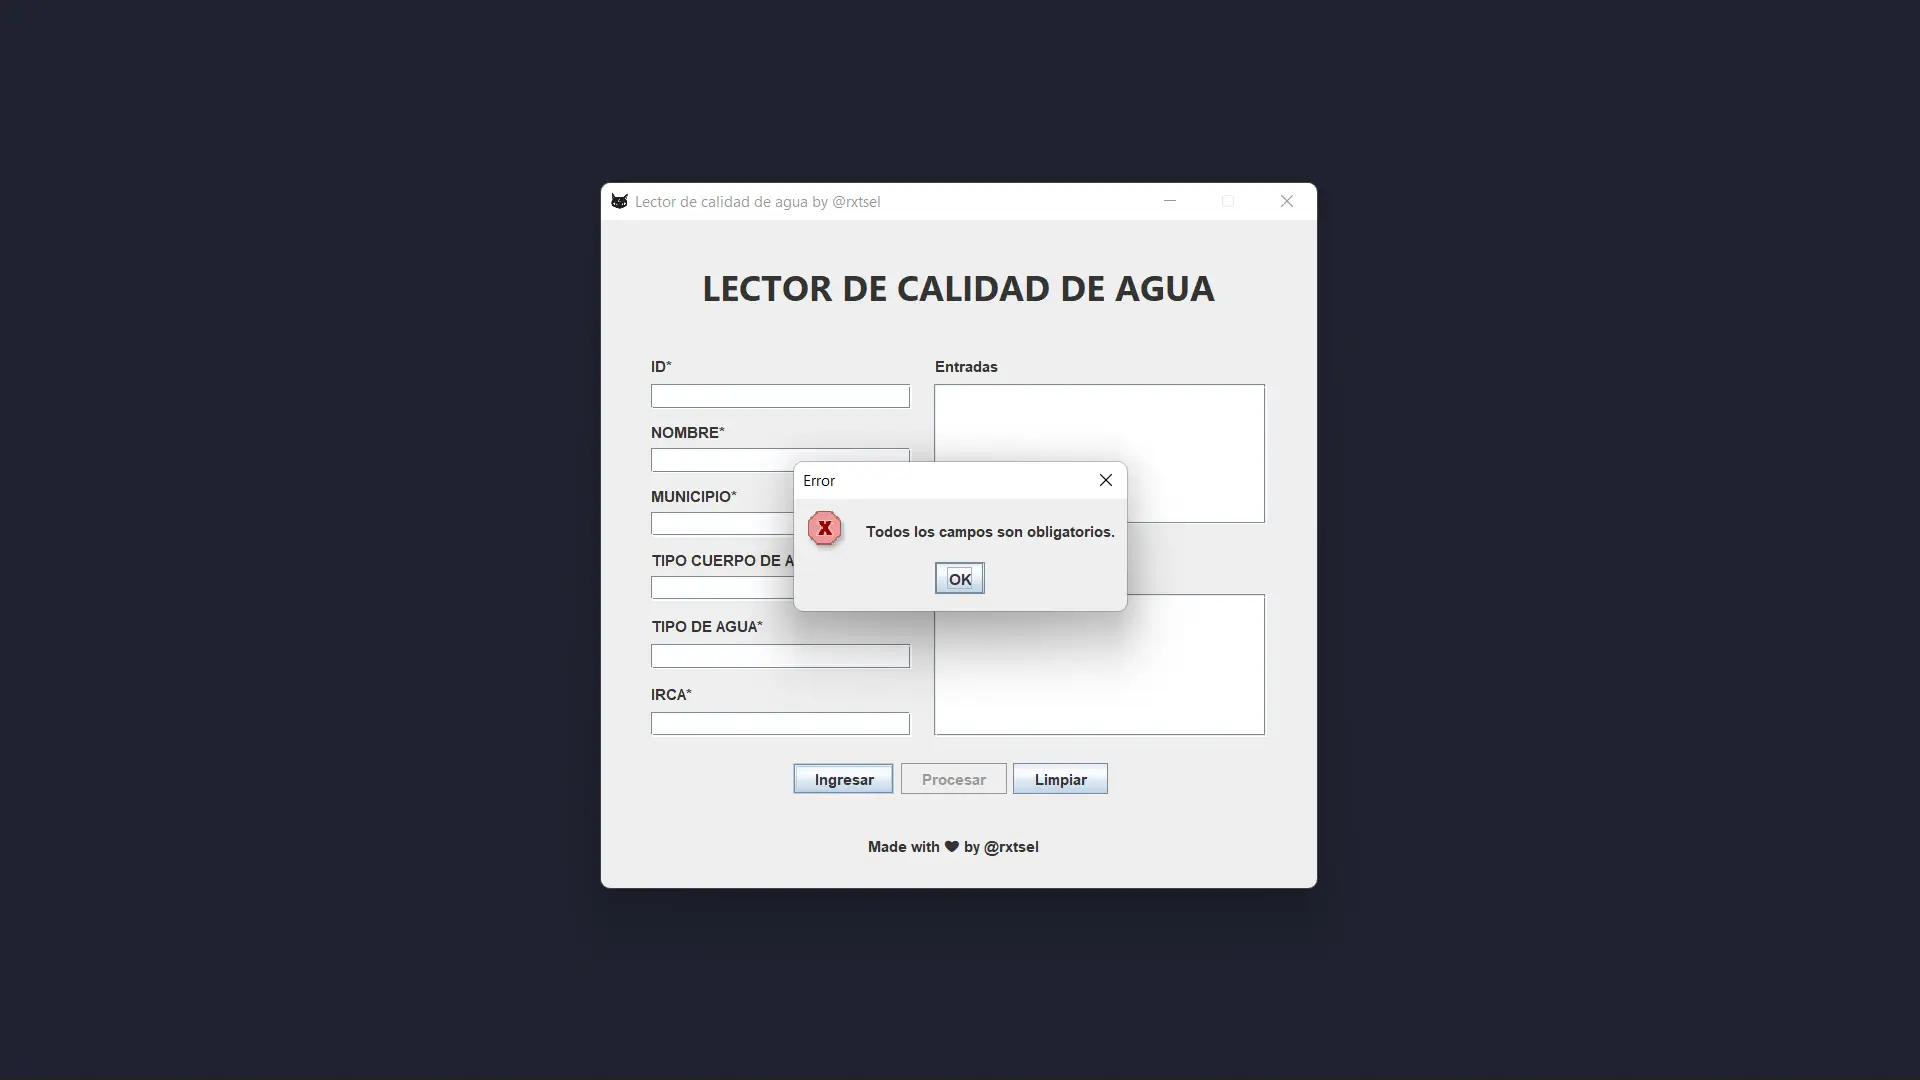 Lector de calidad de agua by @rxtsel
LECTOR DE CALIDAD DE AGUA
ID*
Entradas
NOMBRE*
MUNICIPIO*
TIPO CUERPO DE A
TIPO DE AGUA*
IRCA*
Error
X
Todos los campos son obligatorios.
OK
Ingresar
Procesar
Limpiar
Made with ♥ by @rxtsel